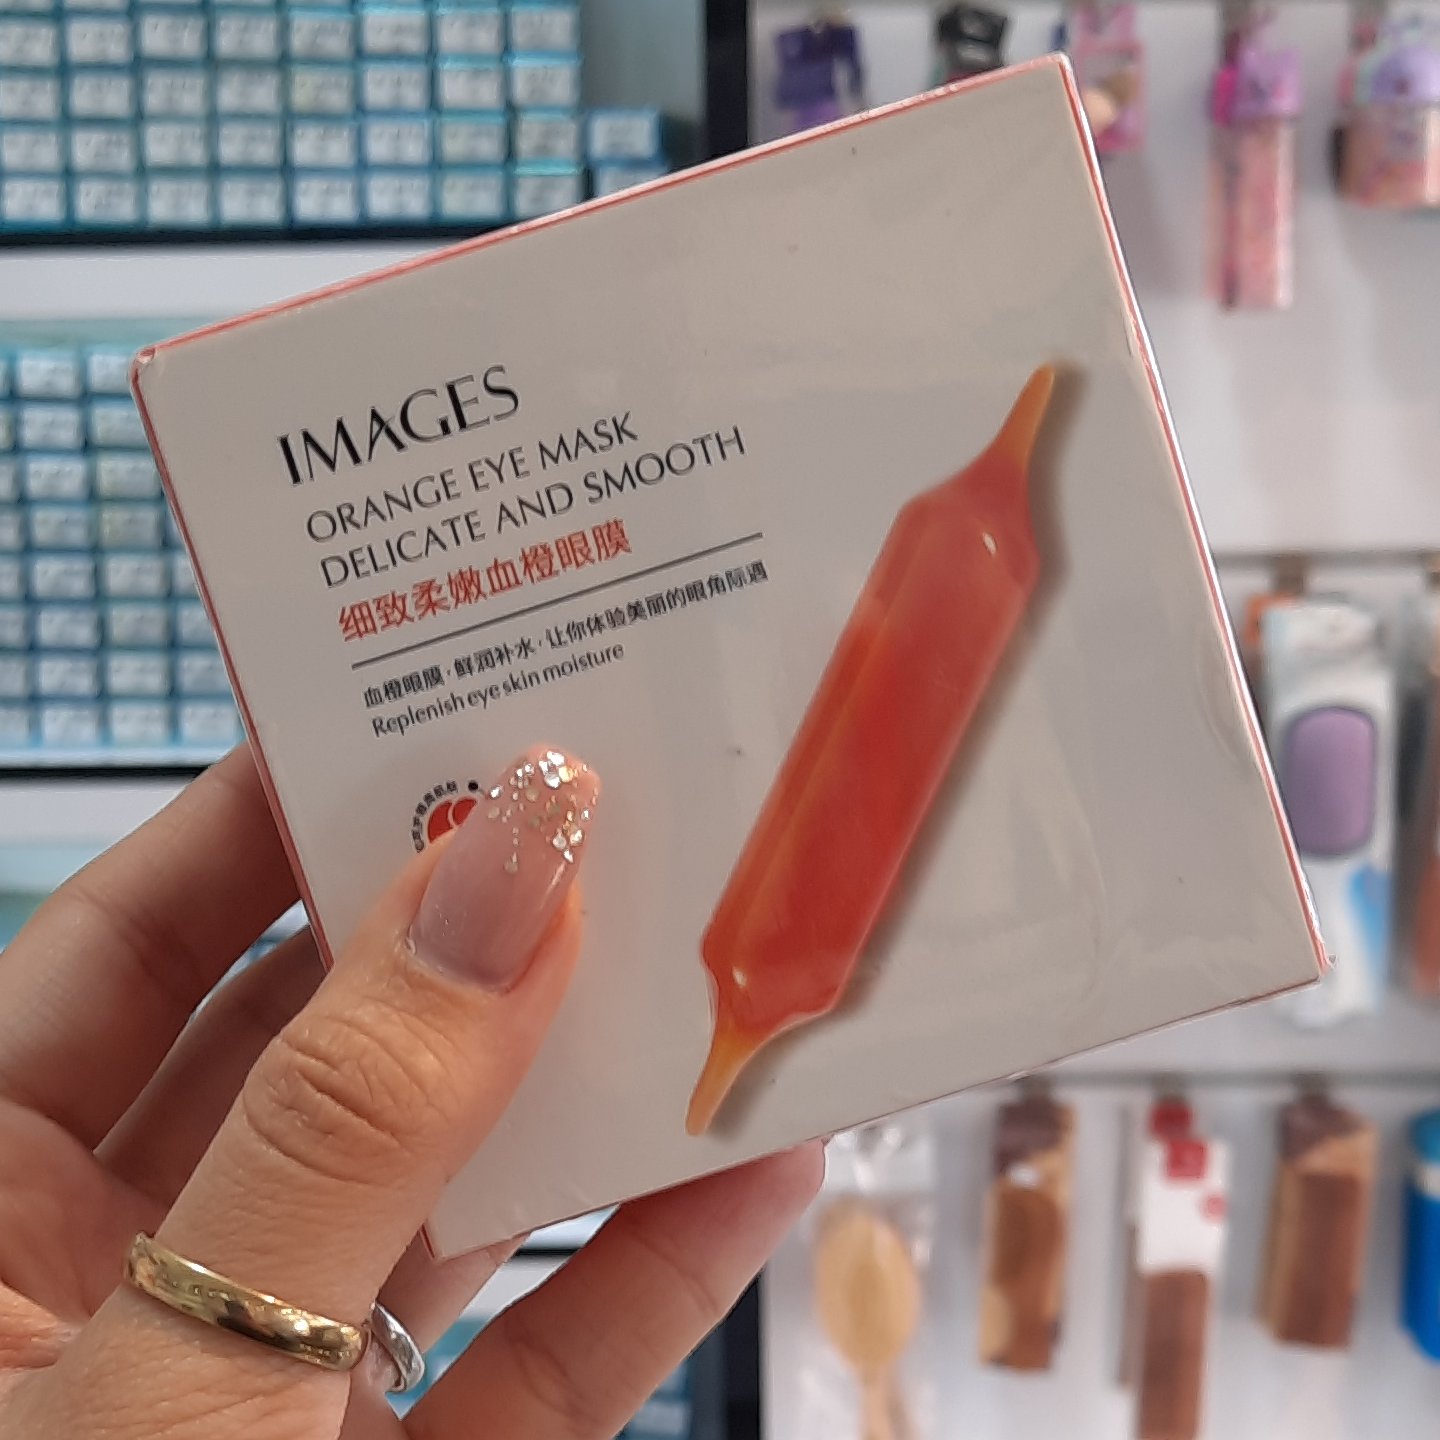 IMAGES
ORANGE EYE MASK
DELICATE AND SMOOTH
细致柔嫩血橙眼膜
血橙眼膜·鲜润补水·让你体验美丽的眼角际遇
Replenish eye skin moisture